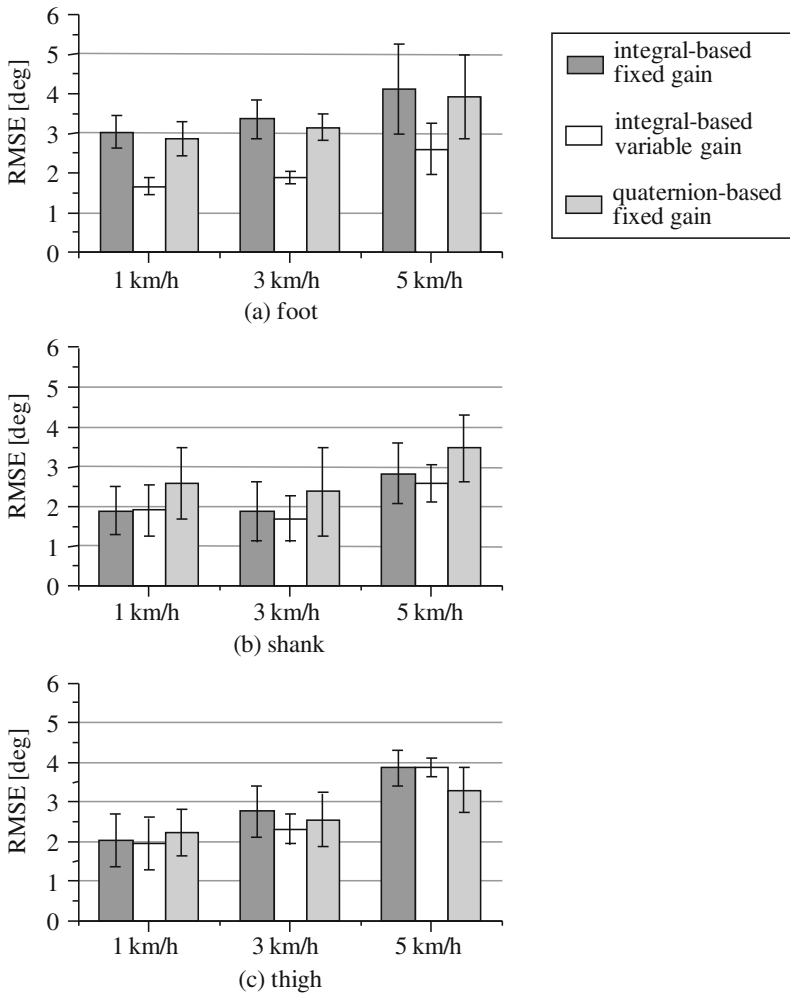 6
5
4
3
2
1
0
RMSE [deg]
1 km/h 3 km/h 5 km/h
(a) foot
integral-based
fixed gain
integral-based
variable gain
quaternion-based
fixed gain
6
5
4
3
2
1
0
RMSE [deg]
1 km/h 3 km/h 5 km/h
(b) shank
6
5
4
3
2
1
0
RMSE [deg]
1 km/h 3 km/h 5 km/h
(c) thigh